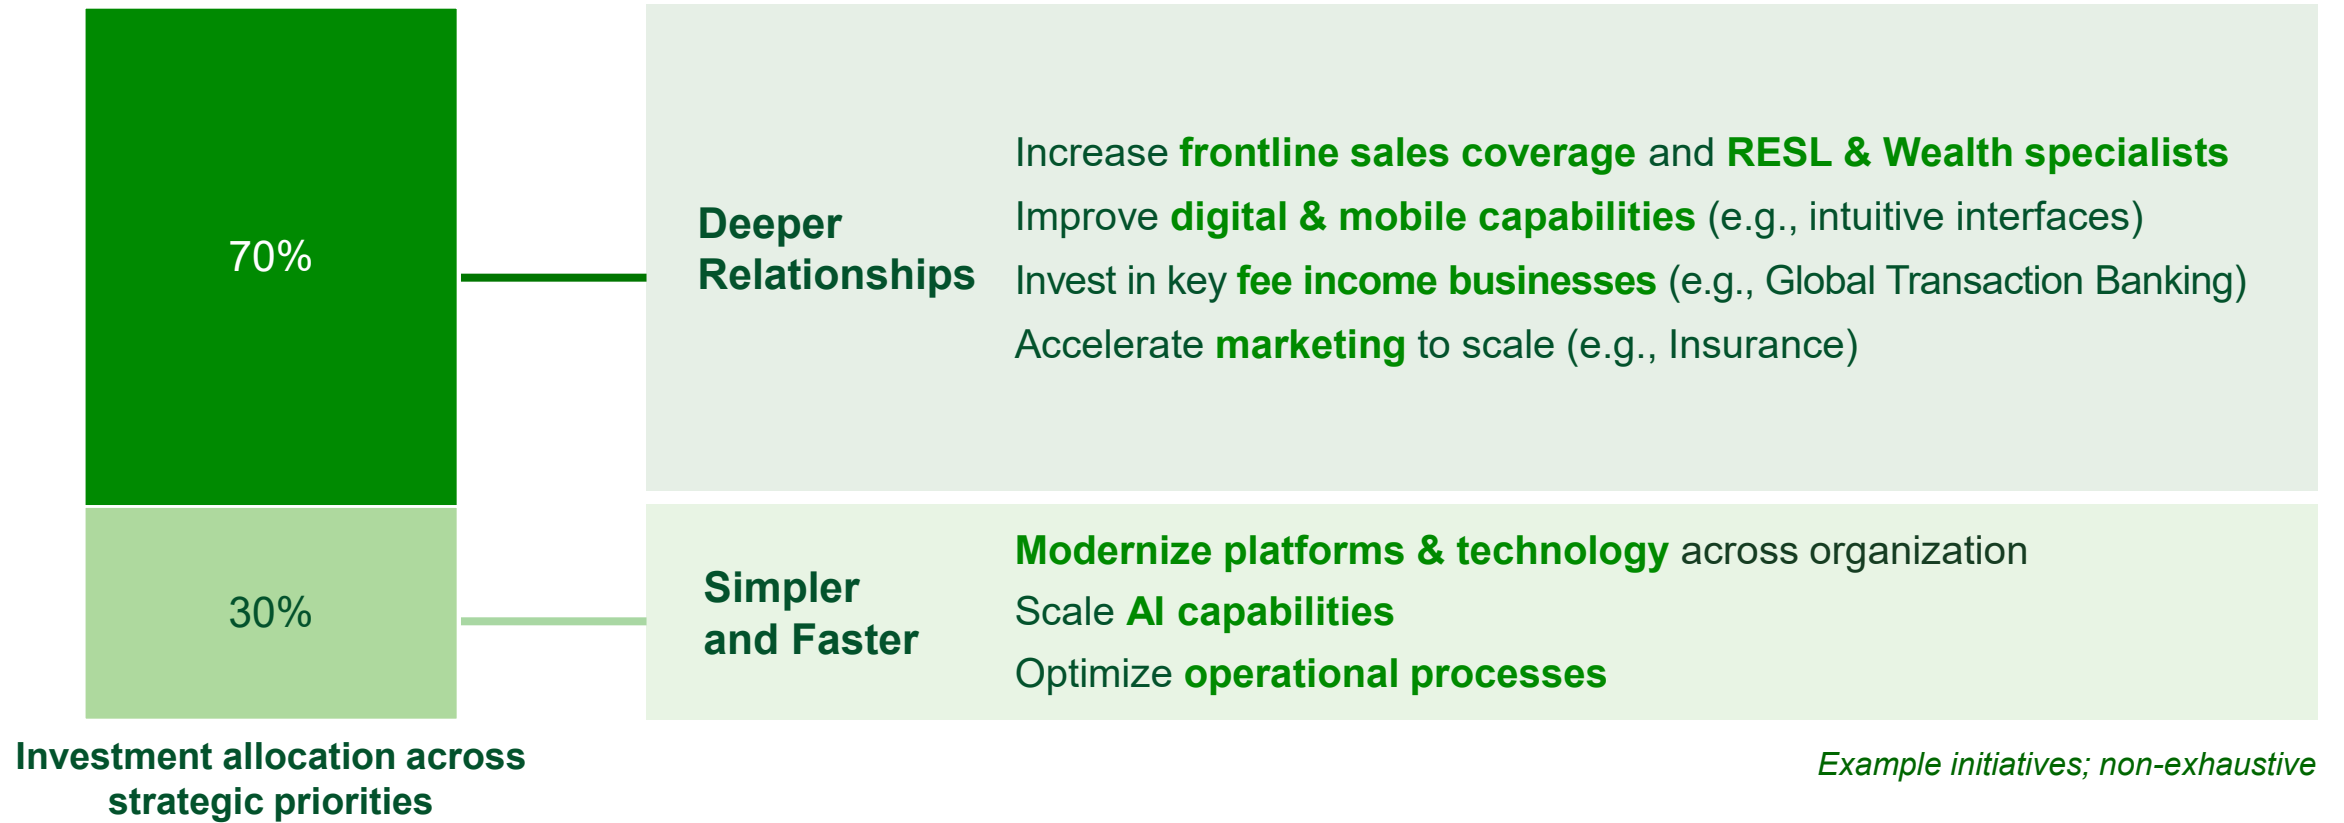 70%
Deeper
Relationships
Increase frontline sales coverage and RESL & Wealth specialists
Improve digital & mobile capabilities (e.g., intuitive interfaces)
Invest in key fee income businesses (e.g., Global Transaction Banking)
Accelerate marketing to scale (e.g., Insurance)
30%
Simpler
and Faster
Modernize platforms & technology across organization
Scale AI capabilities
Optimize operational processes
Investment allocation across
strategic priorities
Example initiatives; non-exhaustive